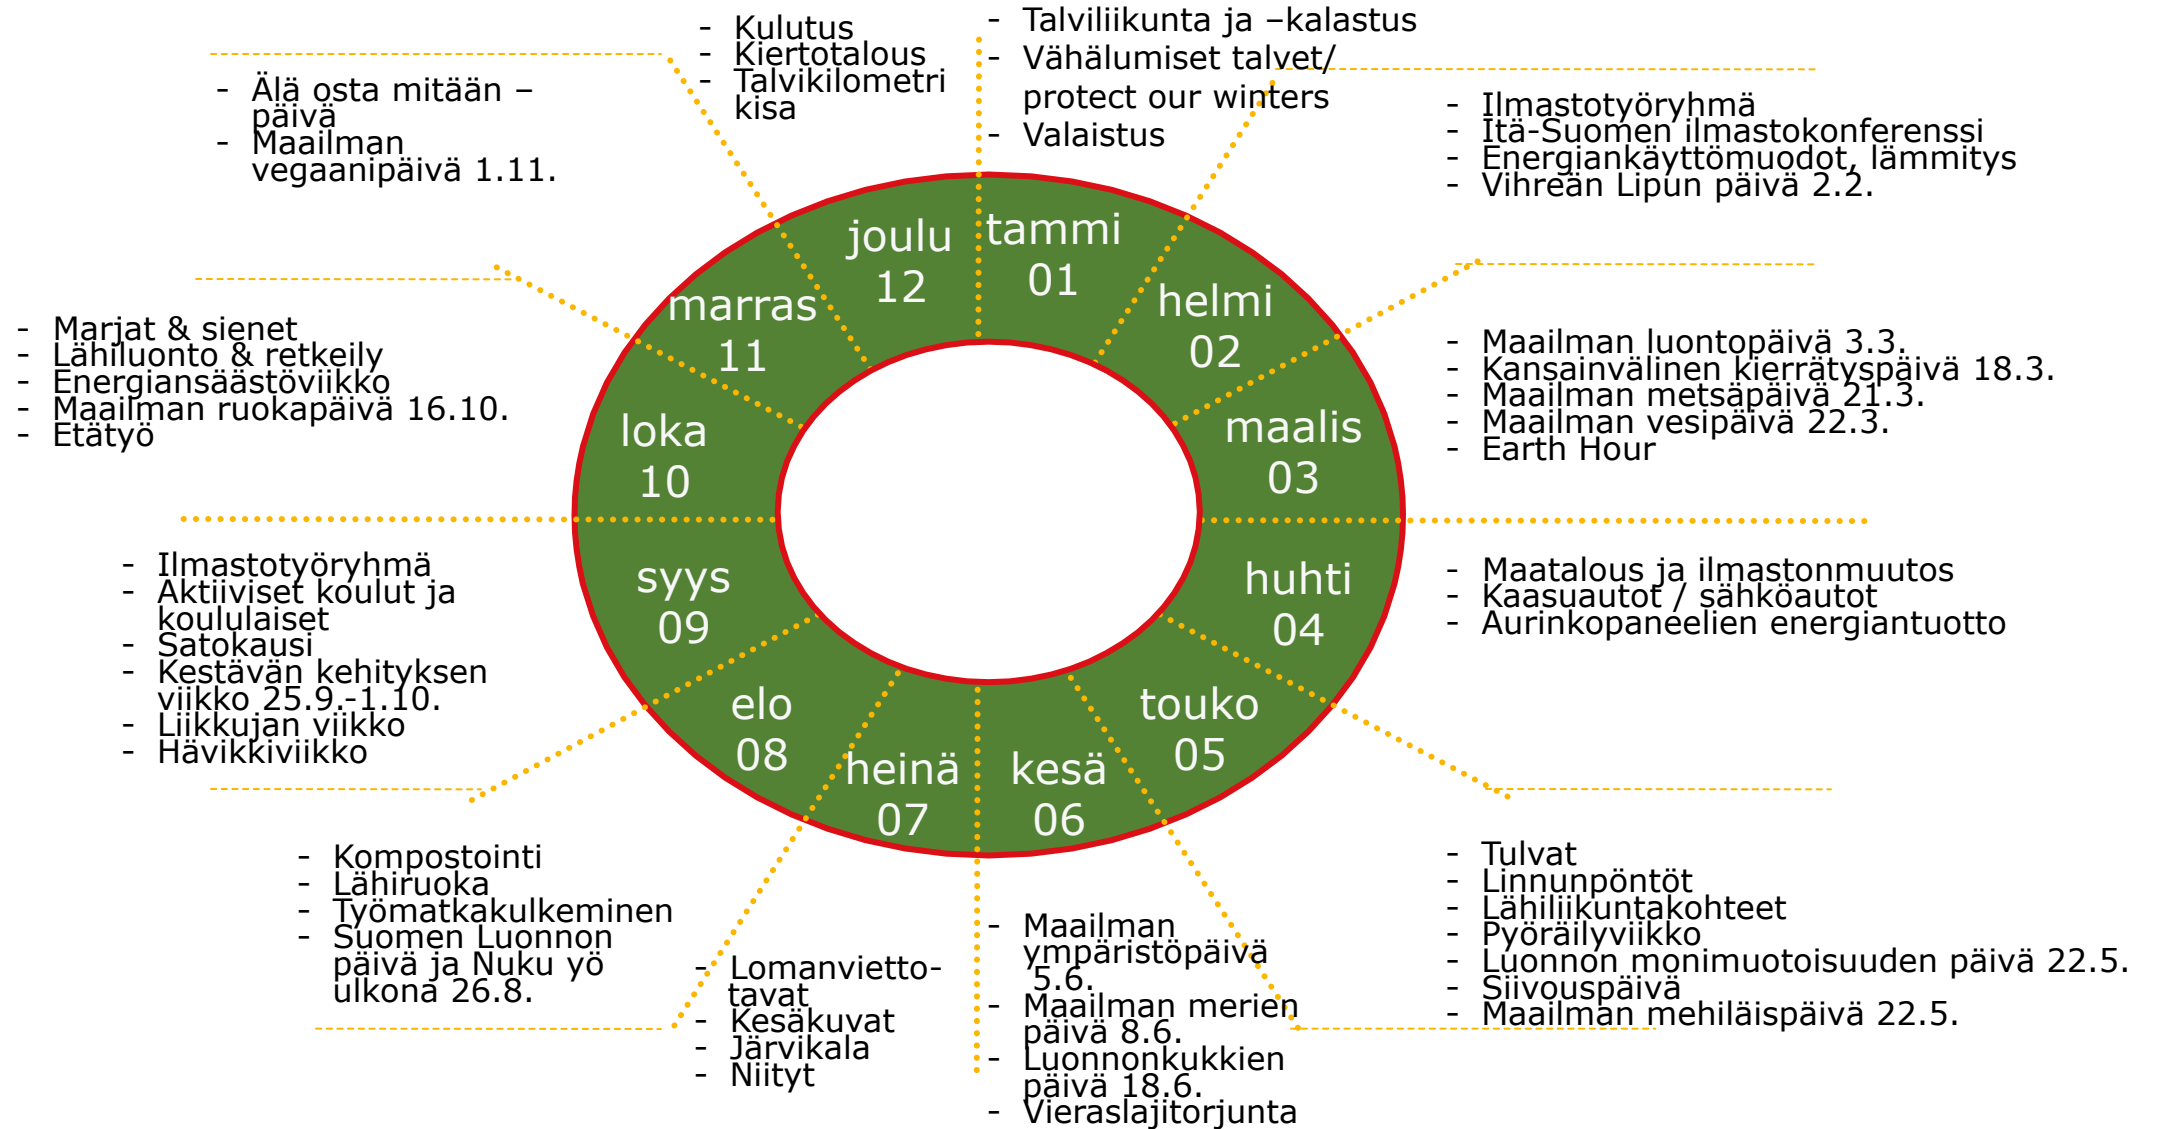 - Talviliikunta ja –kalastus
- Vähälumiset talvet/
protect our winters
- Valaistus
- Ilmastotyöryhmä
- Itä-Suomen ilmastokonferenssi
- Energiankäyttömuodot, lämmitys
- Vihreän Lipun päivä 2.2.
- Maailman luontopäivä 3.3.
- Kansainvälinen kierrätyspäivä 18.3.
- Maailman metsäpäivä 21.3.
- Maailman vesipäivä 22.3.
- Earth Hour
- Maatalous ja ilmastonmuutos
- Kaasuautot / sähköautot
- Aurinkopaneelien energiantuotto
- Tulvat
- Linnunpöntöt
- Lähiliikuntakohteet
- Pyöräilyviikko
- Luonnon monimuotoisuuden päivä 22.5.
- Siivouspäivä
- Maailman mehiläispäivä 22.5.
- Maailman
ympäristöpäivä
5.6.
- Maailman merien
päivä 8.6.
- Luonnonkukkien
päivä 18.6.
- Vieraslajitorjunta
- Lomanvietto-
tavat
- Kesäkuvat
- Järvikala
- Niityt
- Kompostointi
- Lähiruoka
- Työmatkakulkeminen
- Suomen Luonnon
päivä ja Nuku yö
ulkona 26.8.
- Ilmastotyöryhmä
- Aktiiviset koulut ja
koululaiset
- Satokausi
- Kestävän kehityksen
viikko 25.9.-1.10.
- Liikkujan viikko
- Hävikkiviikko
- Marjat & sienet
- Lähiluonto & retkeily
- Energiansäästöviikko
- Maailman ruokapäivä 16.10.
- Etätyö
- Älä osta mitään –
päivä
- Maailman
vegaanipäivä 1.11.
- Kulutus
- Kiertotalous
- Talvikilometri
kisa
tammi
01
helmi
02
maalis
03
huhti
04
touko
05
kesä
06
heinä
07
elo
08
syys
09
loka
10
marras
11
joulu
12